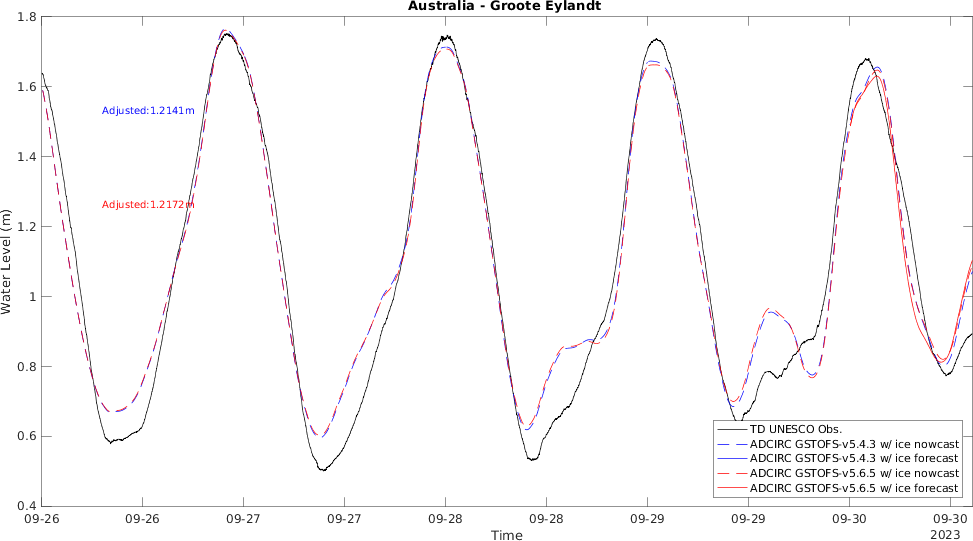 Australia - Groote Eylandt
1.8
1.6
1.4
1.2
1
0.8
0.6
0.4
Water Level (m)
Adjusted:1.2141m
Adjusted:1.2172m
TD UNESCO Obs.
ADCIRC GSTOFS-v5.4.3 w/ ice nowcast
ADCIRC GSTOFS-v5.4.3 w/ ice forecast
ADCIRC GSTOFS-v5.6.5 w/ ice nowcast
ADCIRC GSTOFS-v5.6.5 w/ ice forecast
09-26 09-26 09-27 09-27 09-28 09-28 09-29 09-29 09-30 09-30
2023
Time